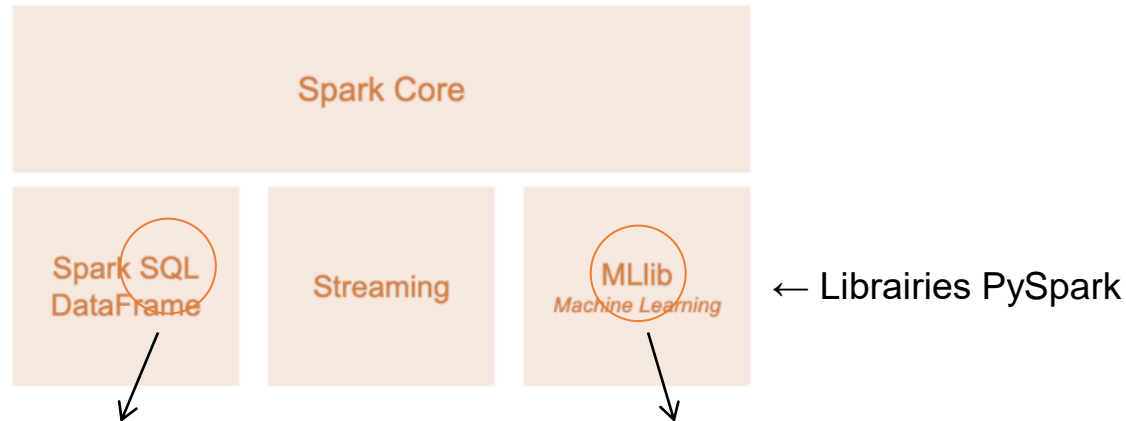 Spark Core
Spark SQL
DataFrame
Streaming
MLlib
Machine Learning
← Librairies PySpark